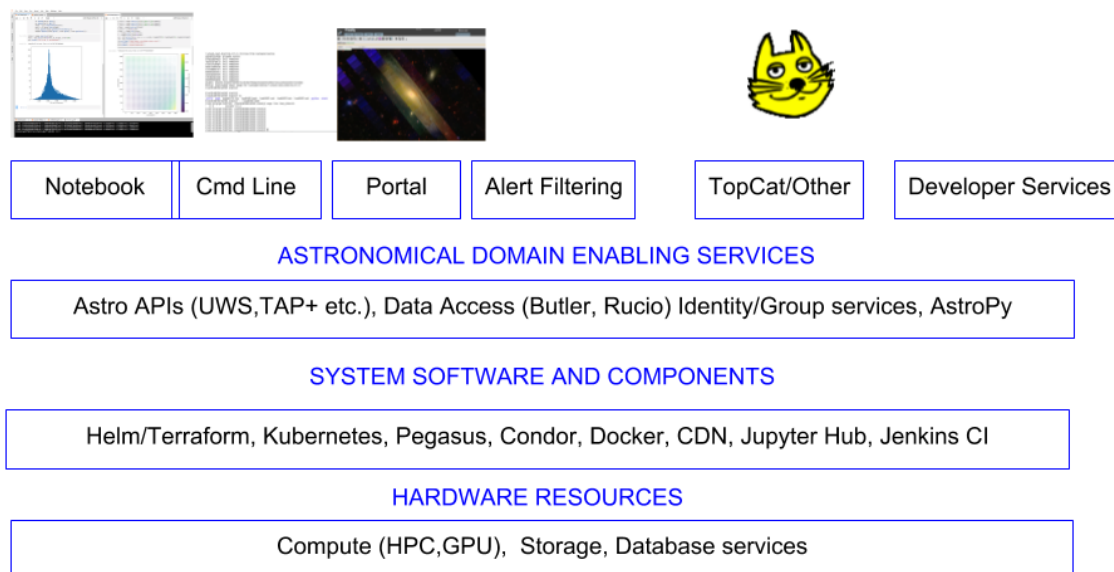 Notebook
Cmd Line
Portal
Alert Filtering
TopCat/Other
Developer Services
ASTRONOMICAL DOMAIN ENABLING SERVICES
Astro APIs (UWS,TAP+ etc.), Data Access (Butler, Rucio) Identity/Group services, AstroPy
SYSTEM SOFTWARE AND COMPONENTS
Helm/Terraform, Kubernetes, Pegasus, Condor, Docker, CDN, Jupyter Hub, Jenkins CI
HARDWARE RESOURCES
Compute (HPC,GPU), Storage, Database services